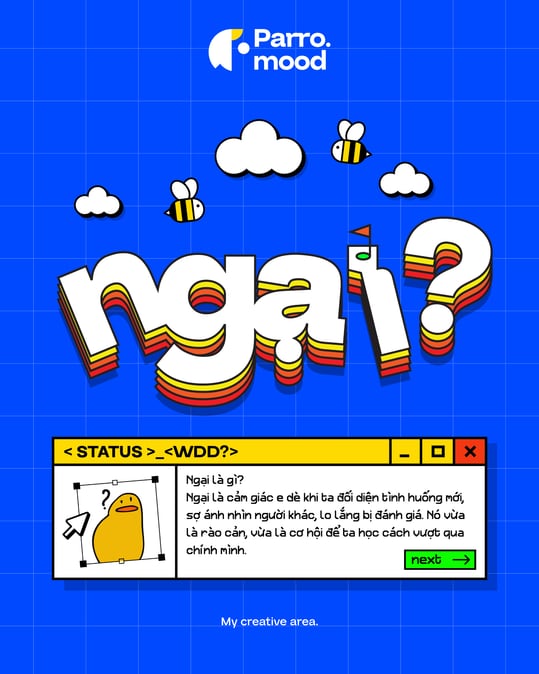 Parro.
mood
ngại?
< STATUS >_<WDD?>
?
Ngại là gì?
Ngại là cảm giác e dè khi ta đối diện tình huống mới,
sợ ánh nhìn người khác, lo lắng bị đánh giá. Nó vừa
là rào cản, vừa là cơ hội để ta học cách vượt qua
chính mình.
next
My creative area.